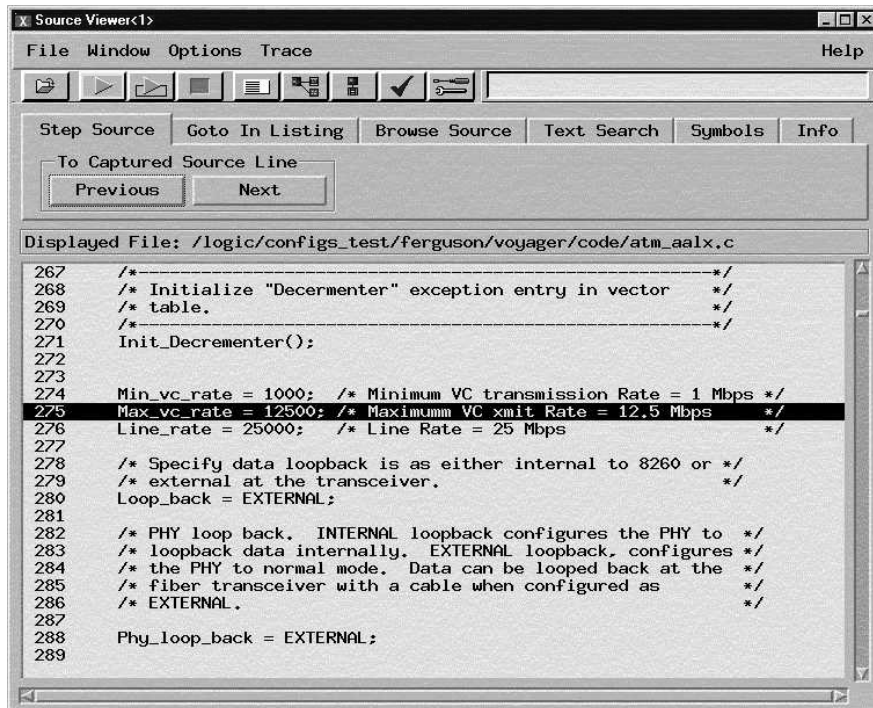 Source Viewer<1>
File Window Options Trace Help
Step Source Goto In Listing Browse Source Text Search Symbols Info
To Captured Source Line
Previous Next
Displayed File: /logic/configs_test/ferguson/voyager/code/atm_aalx.c
267 /*----------------------------------------------------------*/
268 /* Initialize "Decermenter" exception entry in vector */
269 /* table. */
270 /*----------------------------------------------------------*/
271 Init_Decrementer();
272
273
274 Min_vc_rate = 1000; /* Minimum VC transmission Rate = 1 Mbps */
275 Max_vc_rate = 12500; /* Maximumm VC xmit Rate = 12.5 Mbps */
276 Line_rate = 25000; /* Line Rate = 25 Mbps */
277
278 /* Specify data loopback is as either internal to 8260 or */
279 /* external at the transceiver. */
280 Loop_back = EXTERNAL;
281
282 /* PHY loop back. INTERNAL loopback configures the PHY to */
283 /* loopback data internally. EXTERNAL loopback, configures */
284 /* the PHY to normal mode. Data can be looped back at the */
285 /* fiber transceiver with a cable when configured as */
286 /* EXTERNAL. */
287
288 Phy_loop_back = EXTERNAL;
289